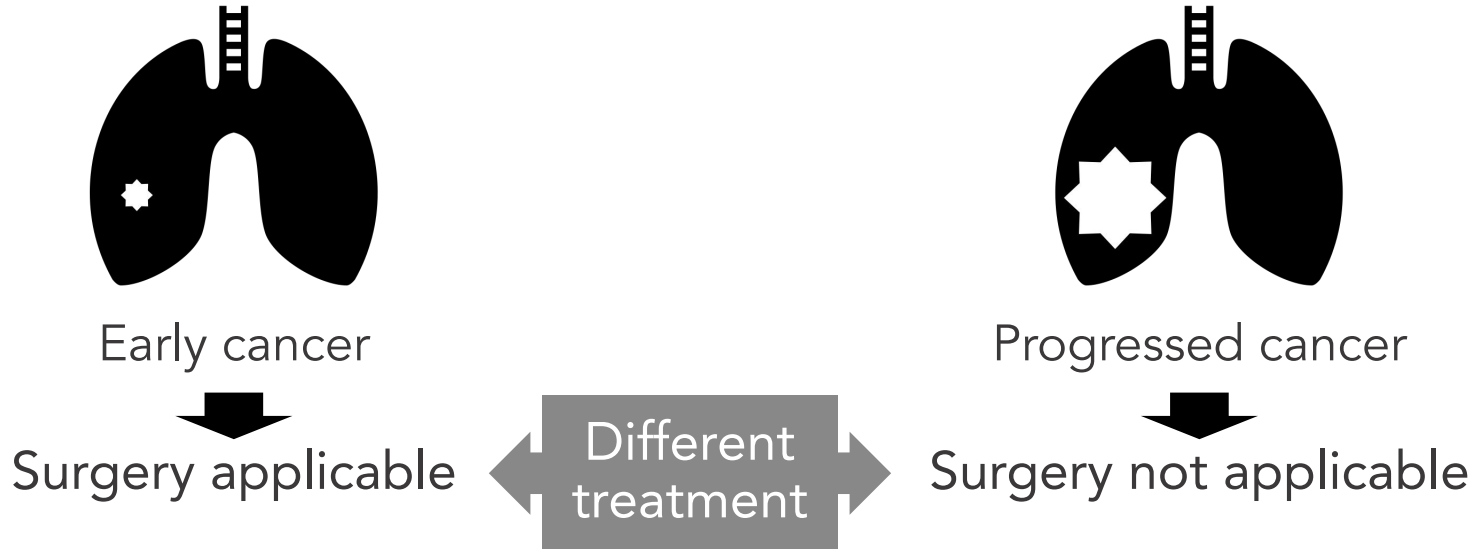 Early cancer
Progressed cancer
Surgery applicable
Different
treatment
Surgery not applicable